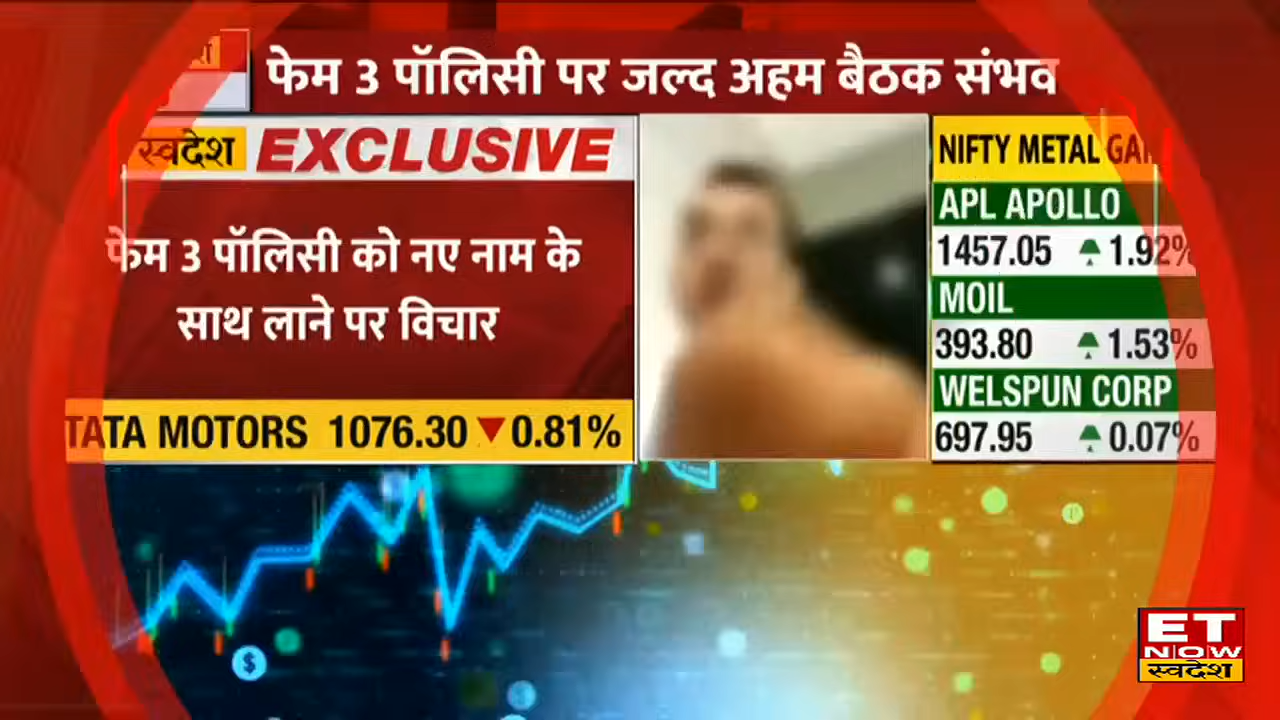 फेम 3 पॉलिसी पर जल्द अहम बैठक संभव
स्वदेश EXCLUSIVE
फेम 3 पॉलिसी को नए नाम के
साथ लाने पर विचार
TATA MOTORS 1076.30 ▼ 0.81%
NIFTY METAL
APL APOLLO
1457.05 1.92%
MOIL
393.80 1.53%
WELSPUN CORP
697.95 0.07%
$
ET
NOW
स्वदेश